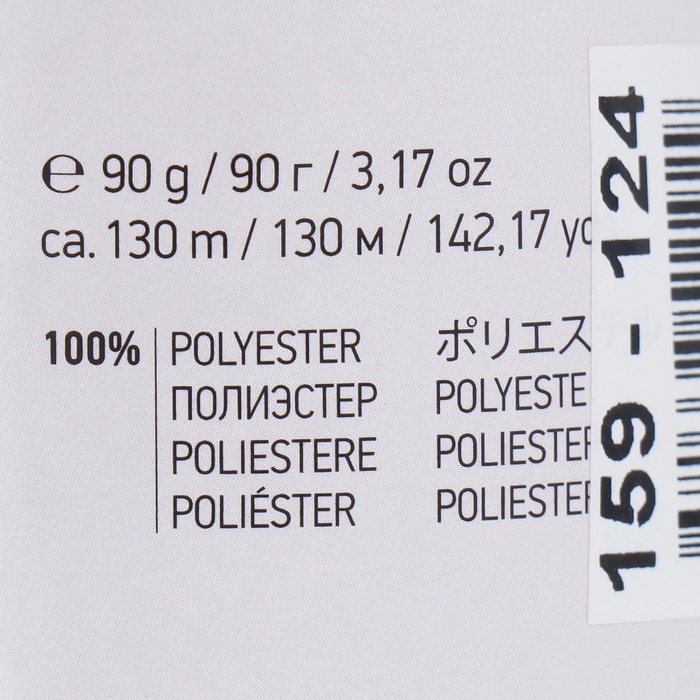 ℮ 90 g / 90 г / 3,17 oz
ca. 130 m / 130 м / 142,17
100%
POLYESTER
ПОЛИЭСТЕР
POLIESTERE
POLIÉSTER
ポリエス
POLYESTE
POLIESTER
POLIESTER
159-124